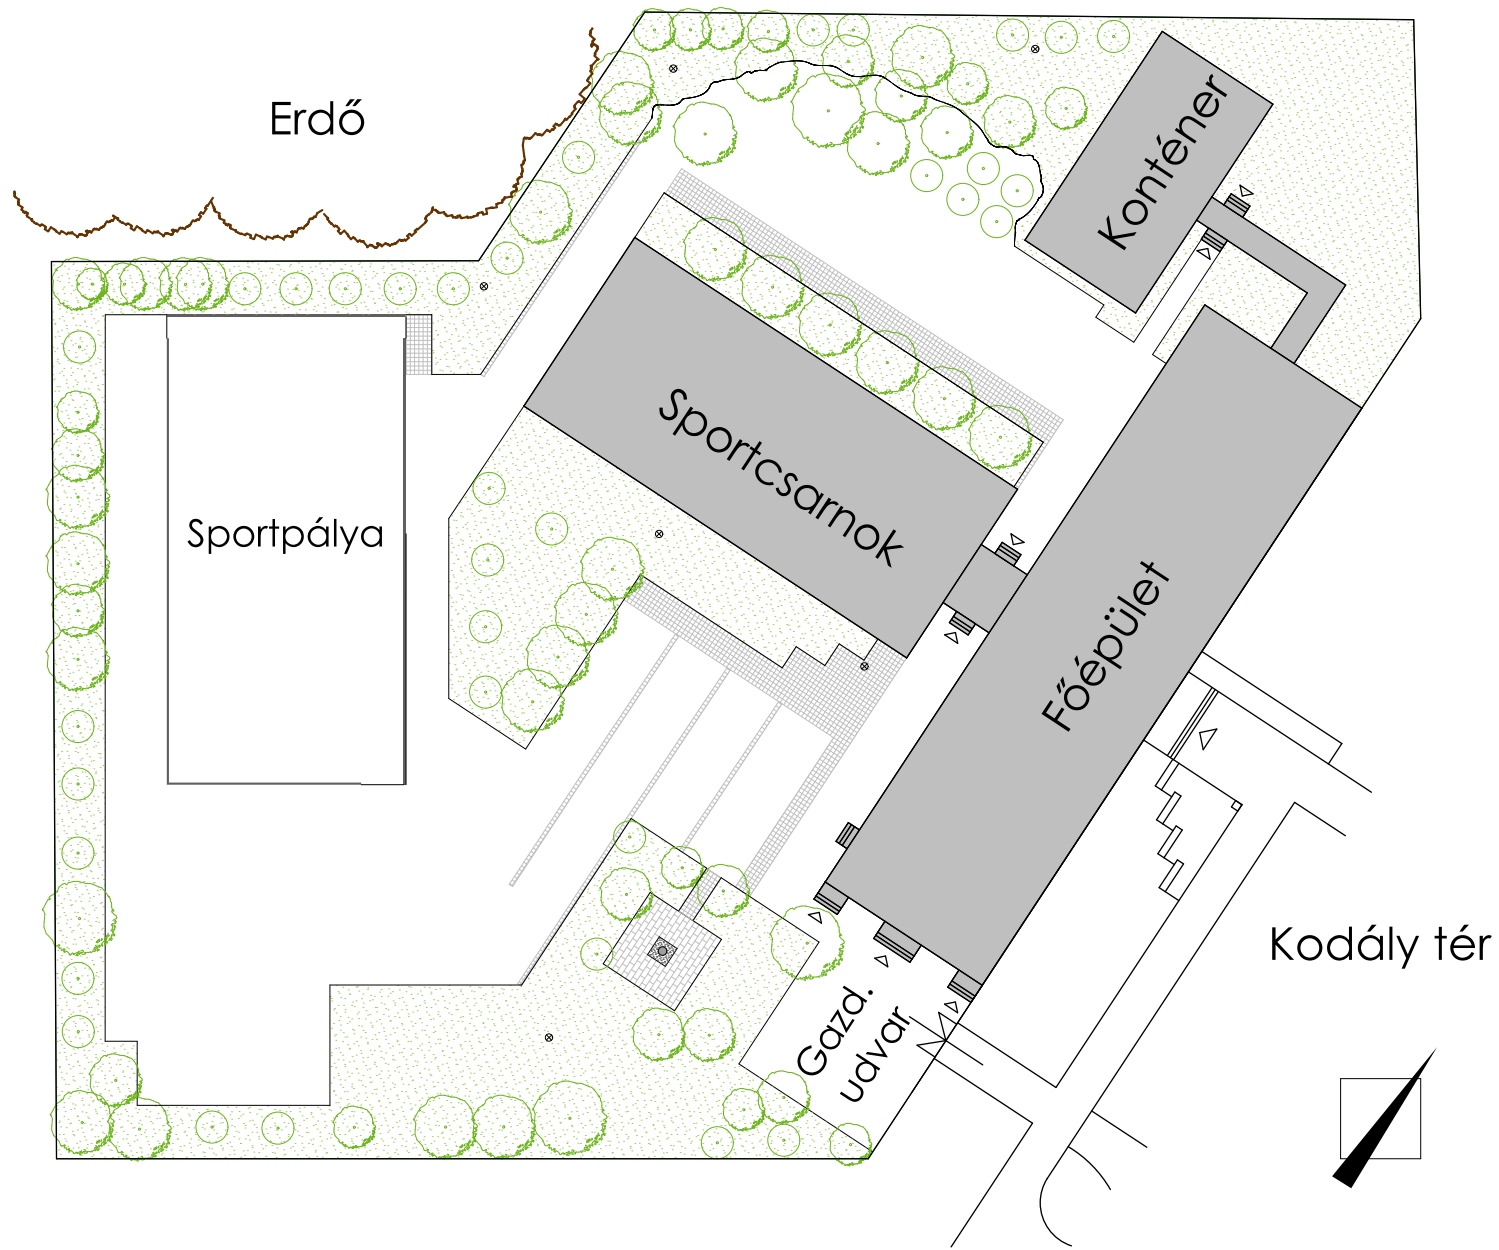 Erdő
Konténer
Sportcsarnok
Sportpálya
Főépület
Kodály tér
Gazd.
udvar